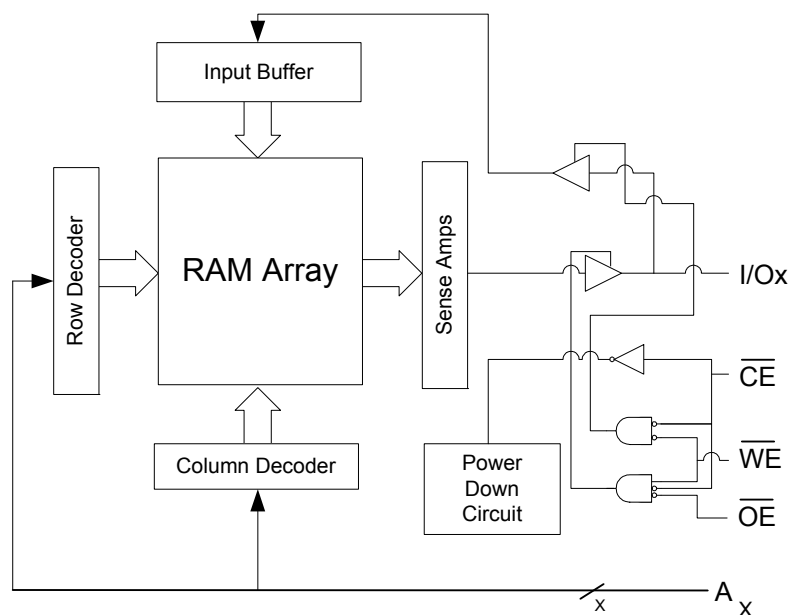 Input Buffer
Row Decoder
RAM Array
Sense Amps
I/Ox
CE
Column Decoder
Power
Down
Circuit
WE
OE
A
X
X